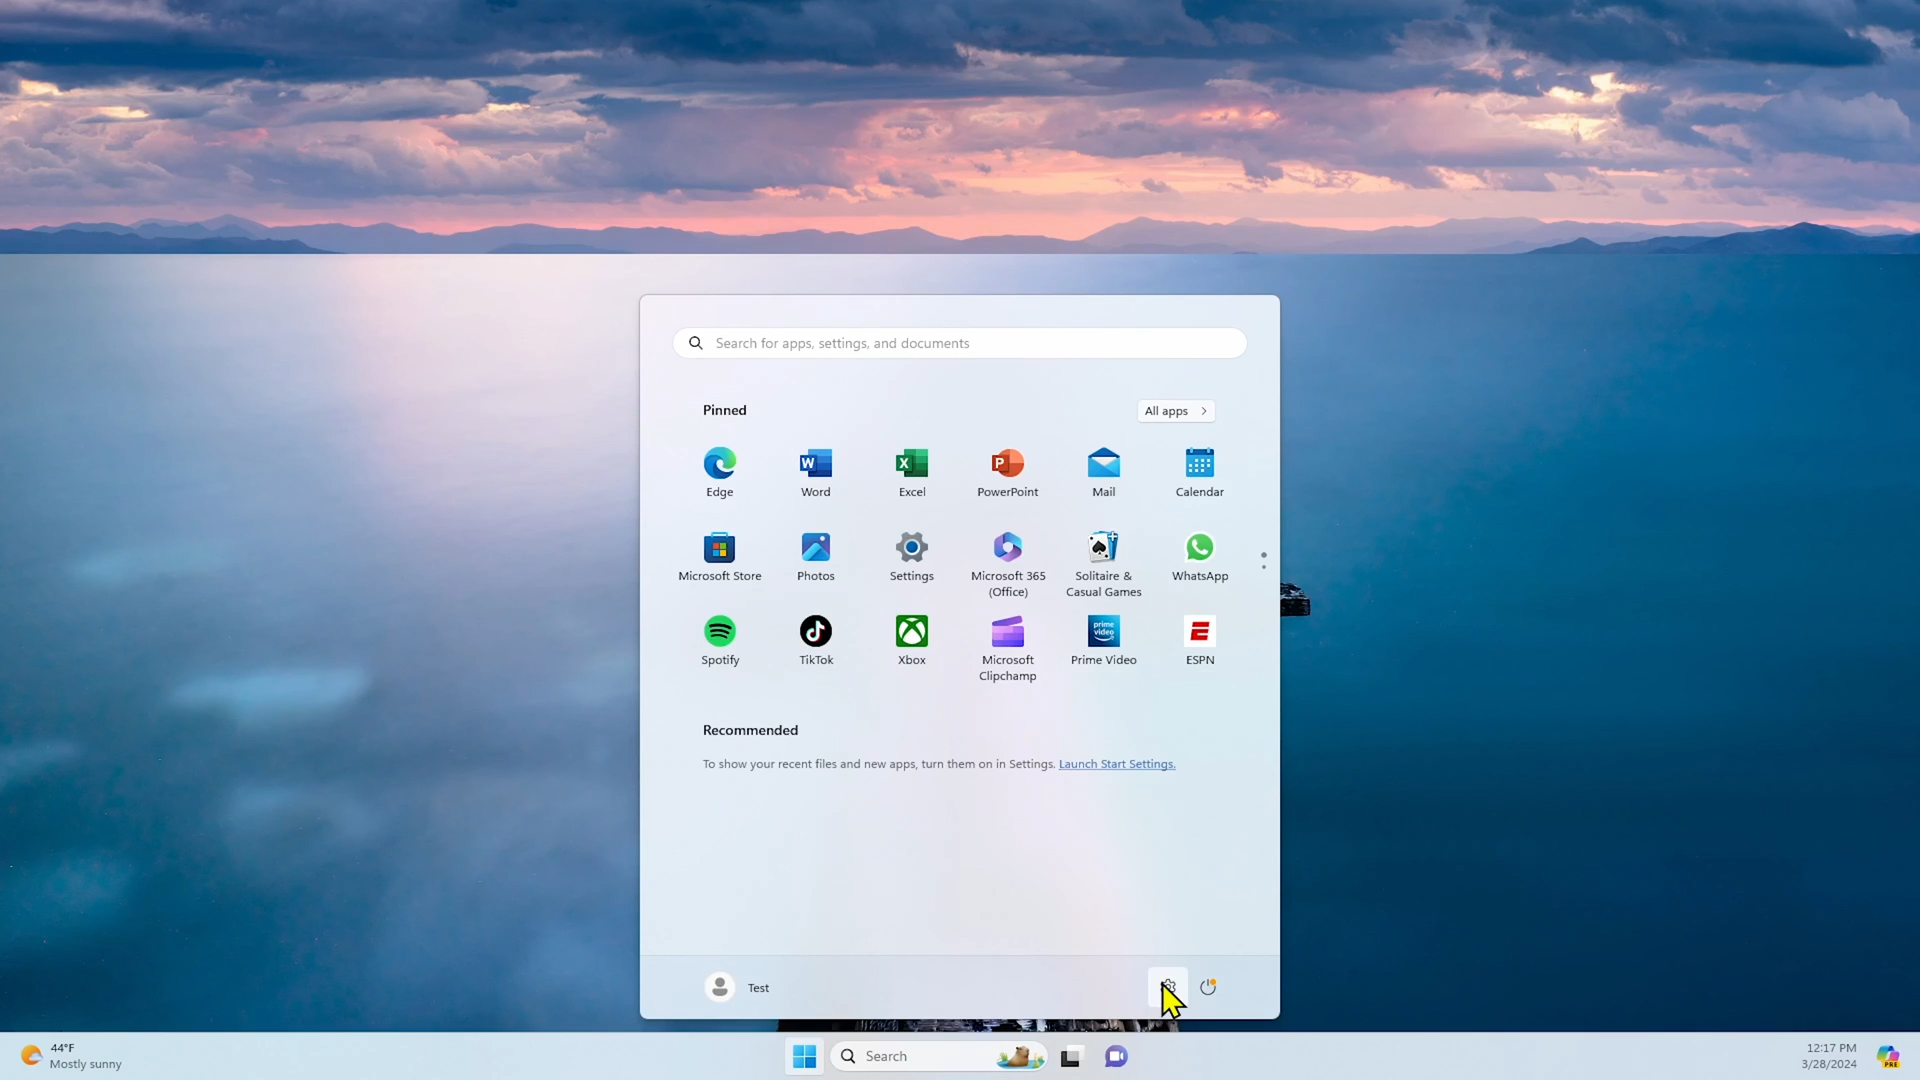 Search for apps, settings, and documents
Pinned
All apps
Edge
Word
Excel
PowerPoint
Mail
Calendar
Microsoft Store
Photos
Settings
Microsoft 365
(Office)
Solitaire &
Casual Games
WhatsApp
Spotify
TikTok
Xbox
Microsoft
Clipchamp
prime
video
Prime Video
ESPN
Recommended
To show your recent files and new apps, turn them on in Settings. Launch Start Settings.
Test
44°F
Mostly sunny
Search
12:17 PM
3/28/2024
PRE